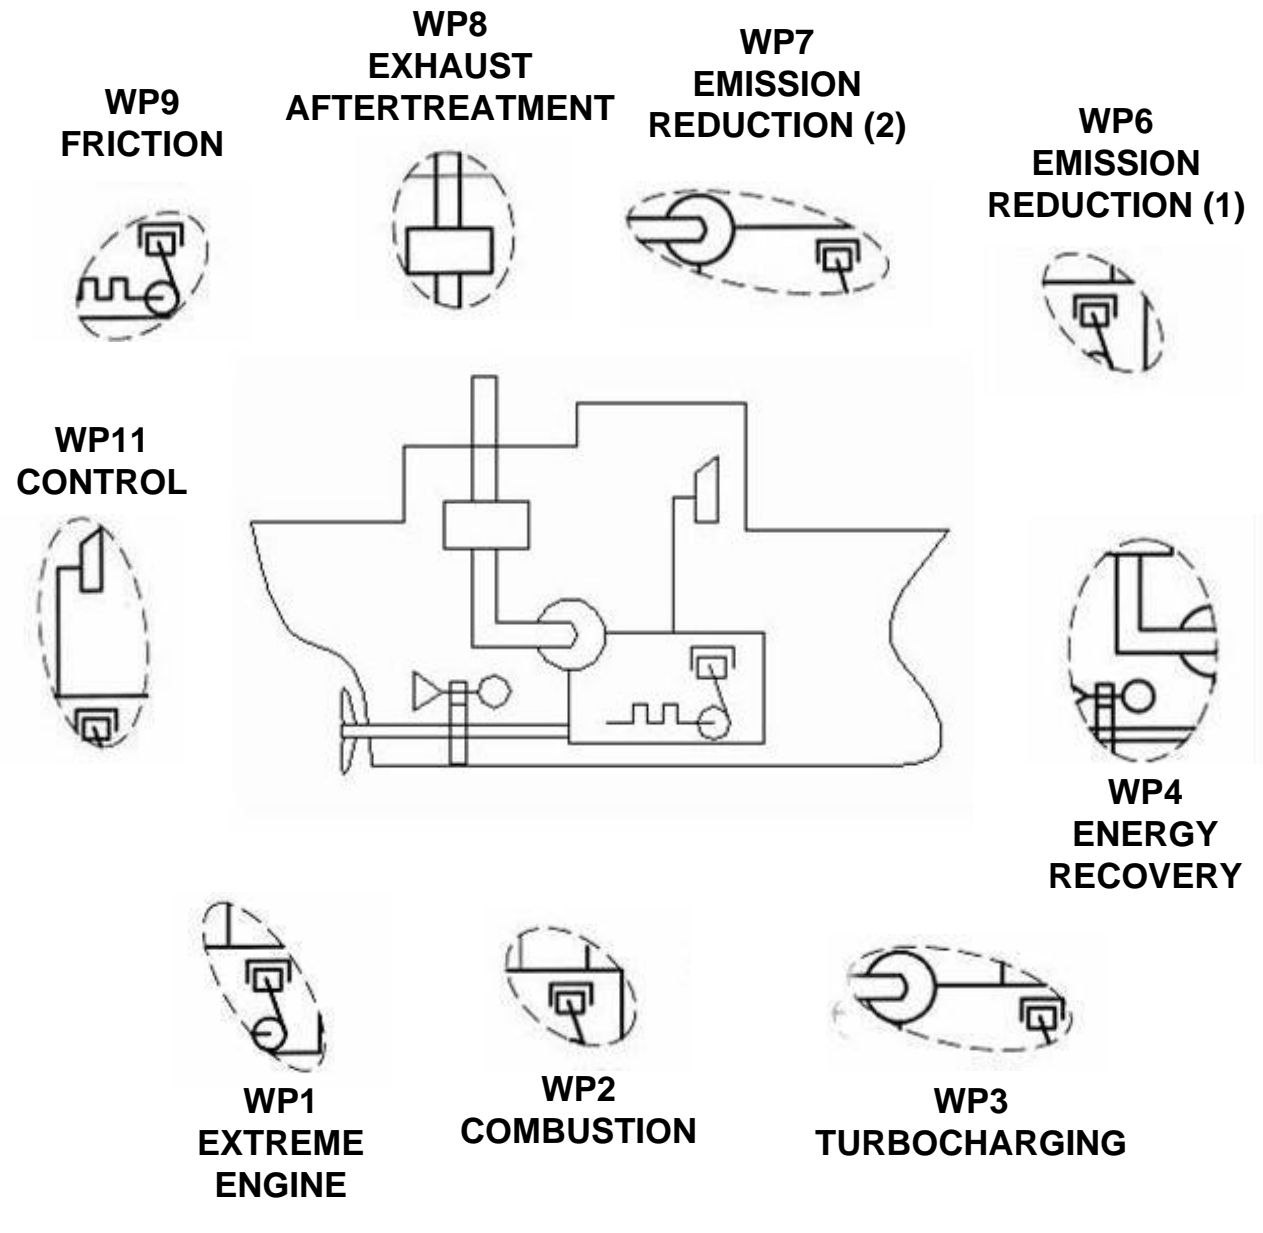 WP8
EXHAUST
AFTERTREATMENT
WP7
EMISSION
REDUCTION (2)
WP9
FRICTION
WP6
EMISSION
REDUCTION (1)
WP11
CONTROL
WP4
ENERGY
RECOVERY
WP1
EXTREME
ENGINE
WP2
COMBUSTION
WP3
TURBOCHARGING